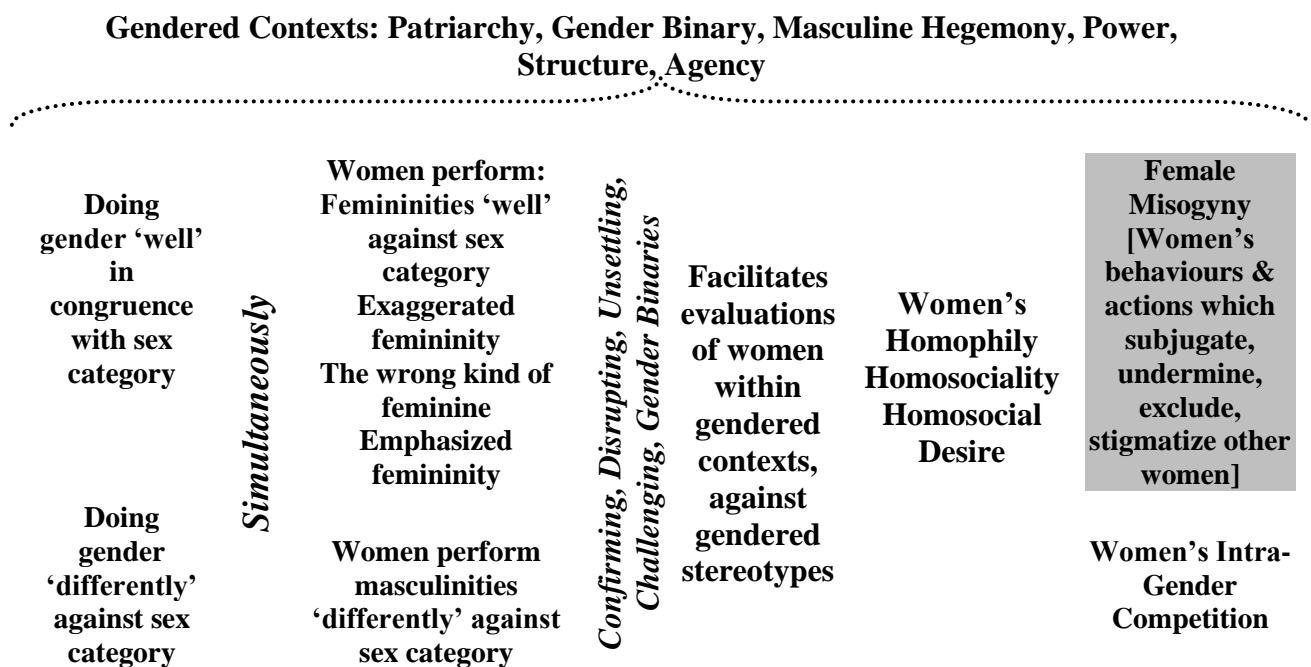 Gendered Contexts: Patriarchy, Gender Binary, Masculine Hegemony, Power,
Structure, Agency
Doing
gender ‘well’
in
congruence
with sex
category
Doing
gender
‘differently’
against sex
category
Simultaneously
Women perform:
Femininities ‘well’
against sex
category
Exaggerated
femininity
The wrong kind of
feminine
Emphasized
femininity
Women perform
masculinities
‘differently’ against
sex category
Confirming, Disrupting, Unsettling,
Challenging, Gender Binaries
Facilitates
evaluations
of women
within
gendered
contexts,
against
gendered
stereotypes
Women’s
Homophily
Homosociality
Homosocial
Desire
Female
Misogyny
[Women’s
behaviours &
actions which
subjugate,
undermine,
exclude,
stigmatize other
women]
Women’s Intra-
Gender
Competition